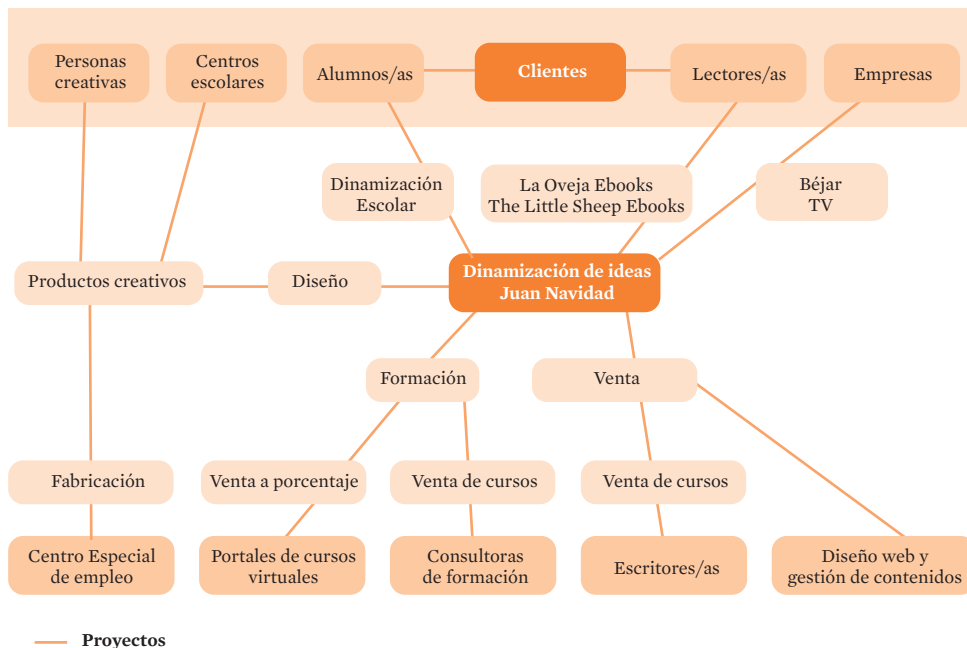 Personas
creativas
Centros
escolares
Alumnos/as
Clientes
Lectores/as
Empresas
Dinamización
Escolar
La Oveja Ebooks
The Little Sheep Ebooks
Béjar
TV
Productos creativos
Diseño
Dinamización de ideas
Juan Navidad
Formación
Venta
Fabricación
Venta a porcentaje
Venta de cursos
Venta de cursos
Centro Especial
de empleo
Portales de cursos
virtuales
Consultoras
de formación
Escritores/as
Diseño web y
gestión de contenidos
Proyectos